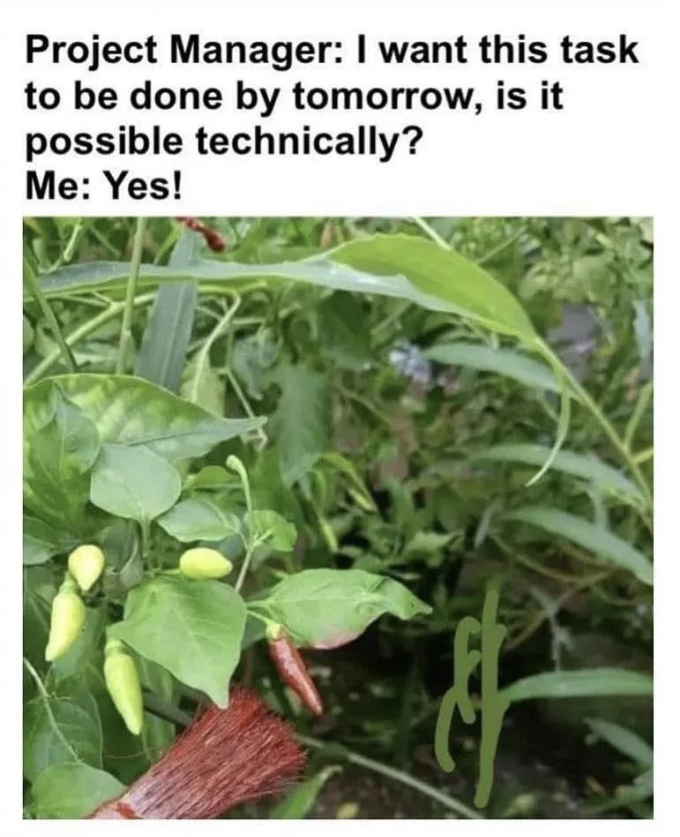 Project Manager: I want this task
to be done by tomorrow, is it
possible technically?
Me: Yes!